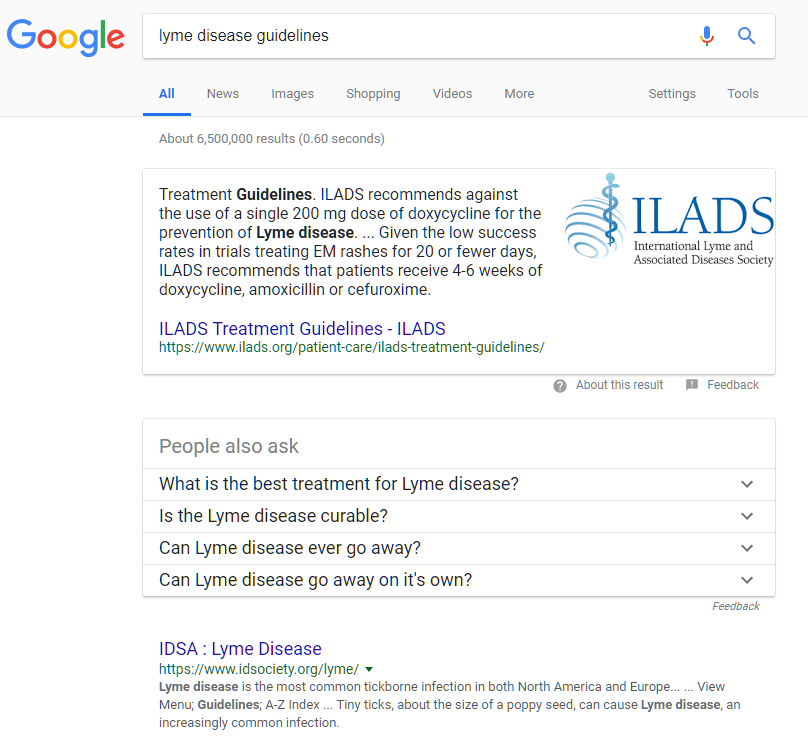 Google
lyme disease guidelines
All News Images Shopping Videos More Settings Tools
About 6,500,000 results (0.60 seconds)
Treatment Guidelines. ILADS recommends against
the use of a single 200 mg dose of doxycycline for the
prevention of Lyme disease. ... Given the low success
rates in trials treating EM rashes for 20 or fewer days,
ILADS recommends that patients receive 4-6 weeks of
doxycycline, amoxicillin or cefuroxime.
ILADS
International Lyme and
Associated Diseases Society
ILADS Treatment Guidelines - ILADS
https://www.ilads.org/patient-care/ilads-treatment-guidelines/
About this result Feedback
People also ask
What is the best treatment for Lyme disease?
Is the Lyme disease curable?
Can Lyme disease ever go away?
Can Lyme disease go away on it's own?
Feedback
IDSA : Lyme Disease
https://www.idsociety.org/lyme/
Lyme disease is the most common tickborne infection in both North America and Europe... ... View
Menu; Guidelines; A-Z Index ... Tiny ticks, about the size of a poppy seed, can cause Lyme disease, an
increasingly common infection.